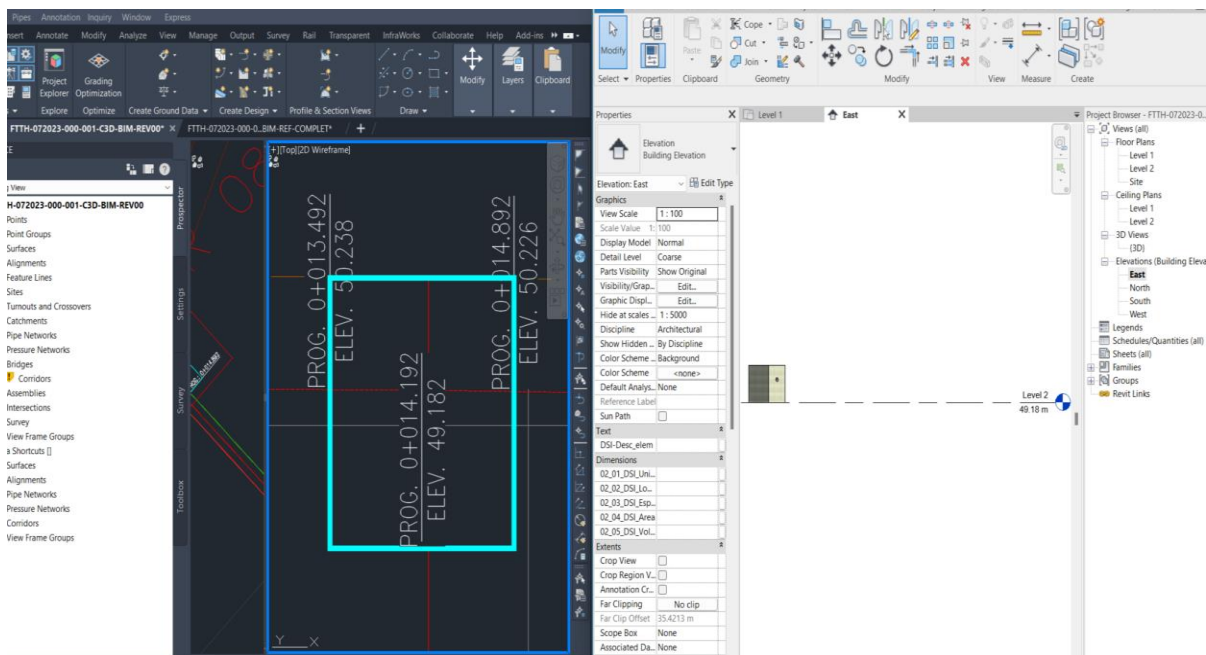 Pipes Annotation Inquiry Window Express
nsert Annotate Modify Analyze View Manage Output Survey Rail Transparent InfraWorks Collaborate Help Add-ins
Project Explorer
Grading Optimization
Modify
Layers
Clipboard
Explore Optimize Create Ground Data Create Design Profile & Section Views Draw
FTTH-072023-000-001-C3D-BIM-REV00* X FTTH-072023-000-0...BIM-REF-COMPLET* / +
View
H-072023-000-001-C3D-BIM-REV00
Points
Point Groups
Surfaces
Alignments
Feature Lines
Sites
Turnouts and Crossovers
Catchments
Pipe Networks
Pressure Networks
Bridges
Corridors
Assemblies
Intersections
Survey
View Frame Groups
a Shortcuts []
Surfaces
Alignments
Pipe Networks
Pressure Networks
Corridors
View Frame Groups
Prospector
Settings
Survey
Toolbox
[+][Top][2D Wireframe]
PROG. 0+013.492
ELEV. 50.238
PROG. 0+014.192
ELEV. 49.182
PROG. 0+014.892
ELEV. 50.226
Y X
Modify
Paste
Cope
Cut
Join
Select Properties Clipboard Geometry Modify View Measure Create
Properties X
Elevation
Building Elevation
Elevation: East Edit Type
Graphics
View Scale 1 : 100
Scale Value 1: 100
Display Model Normal
Detail Level Coarse
Parts Visibility Show Original
Visibility/Grap... Edit...
Graphic Displ... Edit...
Hide at scales ... 1 : 5000
Discipline Architectural
Show Hidden ... By Discipline
Color Scheme ... Background
Color Scheme <none>
Default Analys... None
Reference Label
Sun Path
Text
DSI-Desc_elem
Dimensions
02_01_DSI_Uni...
02_02_DSI_Lo...
02_03_DSI_Esp...
02_04_DSI_Area
02_05_DSI_Vol...
Extents
Crop View
Crop Region V...
Annotation Cr...
Far Clipping No clip
Far Clip Offset 35.4213 m
Scope Box None
Associated Da... None
Level 1 East X
Level 2
49.18 m
Project Browser - FTTH-072023-0...
Views (all)
Floor Plans
Level 1
Level 2
Site
Ceiling Plans
Level 1
Level 2
3D Views
{3D}
Elevations (Building Eleva
East
North
South
West
Legends
Schedules/Quantities (all)
Sheets (all)
Families
Groups
Revit Links